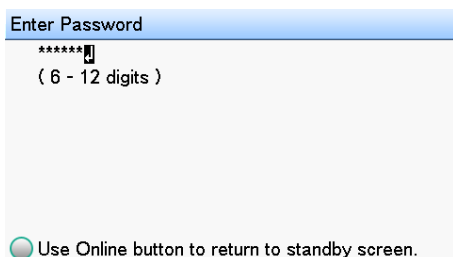 Enter Password
******↲
( 6 - 12 digits )
Use Online button to return to standby screen.